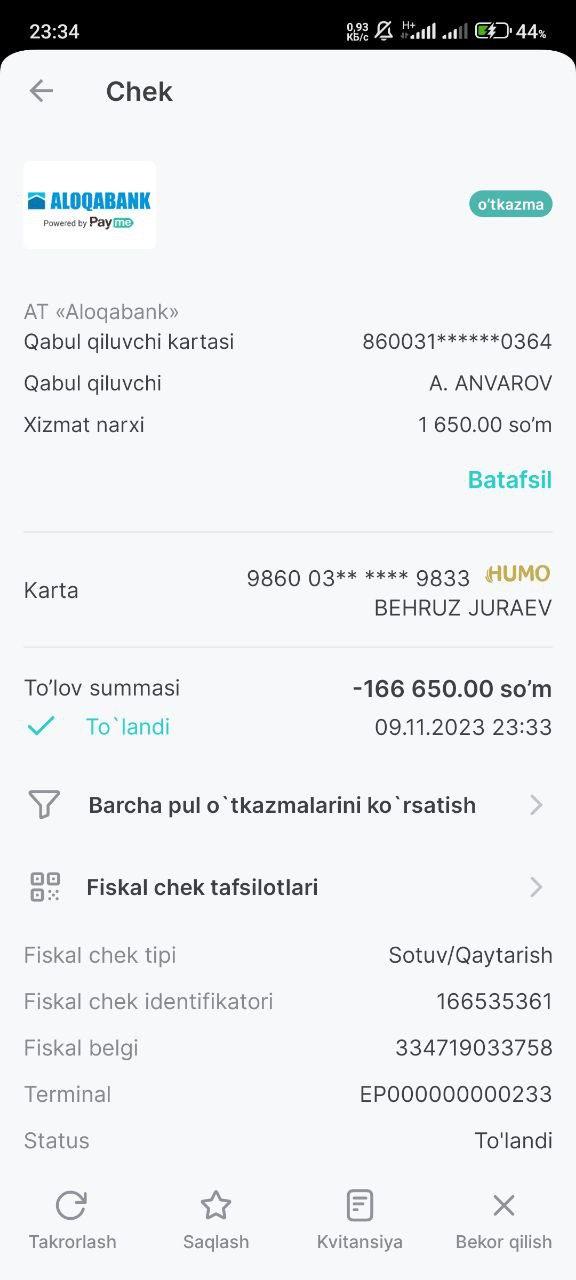 23:34 0,93 КБ/с H+ 44%
Chek
ALOQABANK
Powered by Payme
o'tkazma
AT «Aloqabank»
Qabul qiluvchi kartasi 860031******0364
Qabul qiluvchi A. ANVAROV
Xizmat narxi 1 650.00 so’m
Batafsil
Karta 9860 03** **** 9833 HUMO
BEHRUZ JURAEV
To’lov summasi -166 650.00 so’m
To`landi 09.11.2023 23:33
Barcha pul o`tkazmalarini ko`rsatish
Fiskal chek tafsilotlari
Fiskal chek tipi Sotuv/Qaytarish
Fiskal chek identifikatori 166535361
Fiskal belgi 334719033758
Terminal EP000000000233
Status To'landi
Takrorlash Saqlash Kvitansiya Bekor qilish